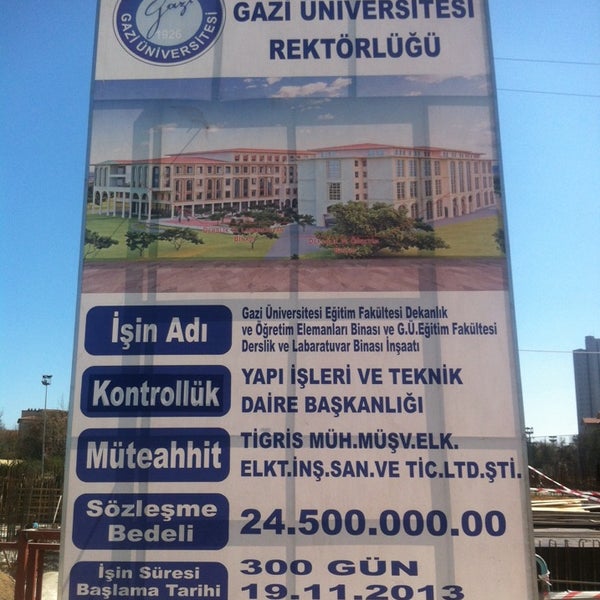 Gazi
1926
GAZİ ÜNİVERSİTESİ
GAZİ ÜNİVERSİTESİ
REKTÖRLÜĞÜ
İşin Adı
Gazi Üniversitesi Eğitim Fakültesi Dekanlık
ve Öğretim Elemanları Binası ve G.Ü.Eğitim Fakültesi
Derslik ve Labaratuvar Binası İnşaatı
Kontrollük
YAPI İŞLERİ VE TEKNİK
DAİRE BAŞKANLIĞI
Müteahhit
TİGRİS MÜH.MÜŞV.ELK.
ELKT.İNŞ.SAN.VE TİC.LTD.ŞTİ.
Sözleşme
Bedeli
24.500.000.00
İşin Süresi
Başlama Tarihi
300 GÜN
19.11.2013